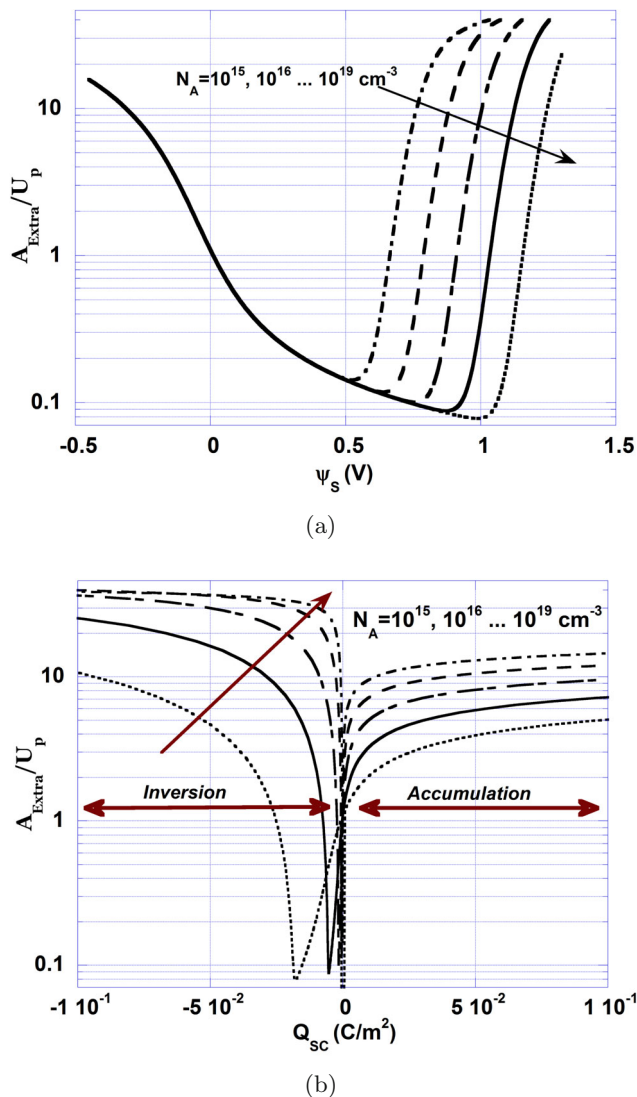 10
1
0.1
A_Extra/U_p
N_A=10^15, 10^16 ... 10^19 cm^-3
-0.5 0 0.5 1 1.5
ψ_S (V)
(a)
10
1
0.1
A_Extra/U_p
N_A=10^15, 10^16 ... 10^19 cm^-3
Inversion Accumulation
-1 10^-1 -5 10^-2 0 5 10^-2 1 10^-1
Q_SC (C/m^2)
(b)